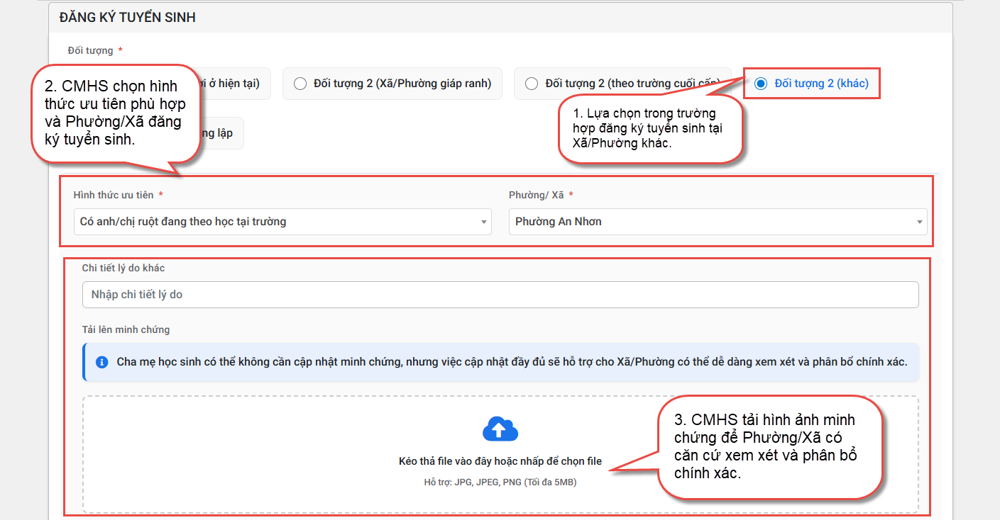 ĐĂNG KÝ TUYỂN SINH
Đối tượng *
ở hiện tại)
Đối tượng 2 (Xã/Phường giáp ranh)
Đối tượng 2 (theo trường cuối cấp)
Đối tượng 2 (khác)
2. CMHS chọn hình
thức ưu tiên phù hợp
và Phường/Xã đăng
ký tuyển sinh.
1. Lựa chọn trong trường
hợp đăng ký tuyển sinh tại
Xã/Phường khác.
lập
Hình thức ưu tiên *
Phường/ Xã *
Có anh/chị ruột đang theo học tại trường
Phường An Nhơn
Chi tiết lý do khác
Nhập chi tiết lý do
Tải lên minh chứng
Cha mẹ học sinh có thể không cần cập nhật minh chứng, nhưng việc cập nhật đầy đủ sẽ hỗ trợ cho Xã/Phường có thể dễ dàng xem xét và phân bổ chính xác.
Kéo thả file vào đây hoặc nhấp để chọn file
Hỗ trợ: JPG, JPEG, PNG (Tối đa 5MB)
3. CMHS tải hình ảnh minh
chứng để Phường/Xã có
căn cứ xem xét và phân bổ
chính xác.